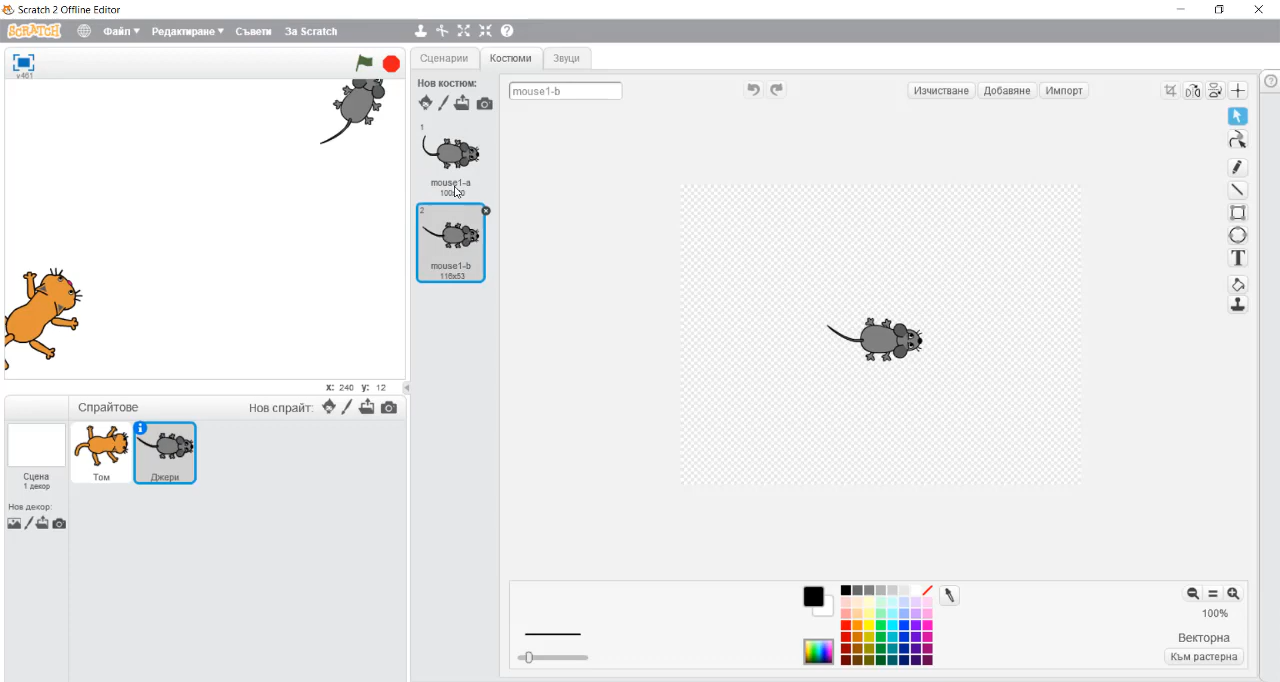 Scratch 2 Offline Editor
SCRATCH Файл Редактиране Съвети За Scratch
v461
Сценарии Костюми Звуци
Нов костюм:
mouse1-b
Изчистване Добавяне Импорт
1
mouse1-a
2
mouse1-b
116x53
T
x: 240 y: 12
Спрайтове Нов спрайт:
Сцена
1 декор
Том
Джери
Нов декор:
100%
Векторна
Към растерна